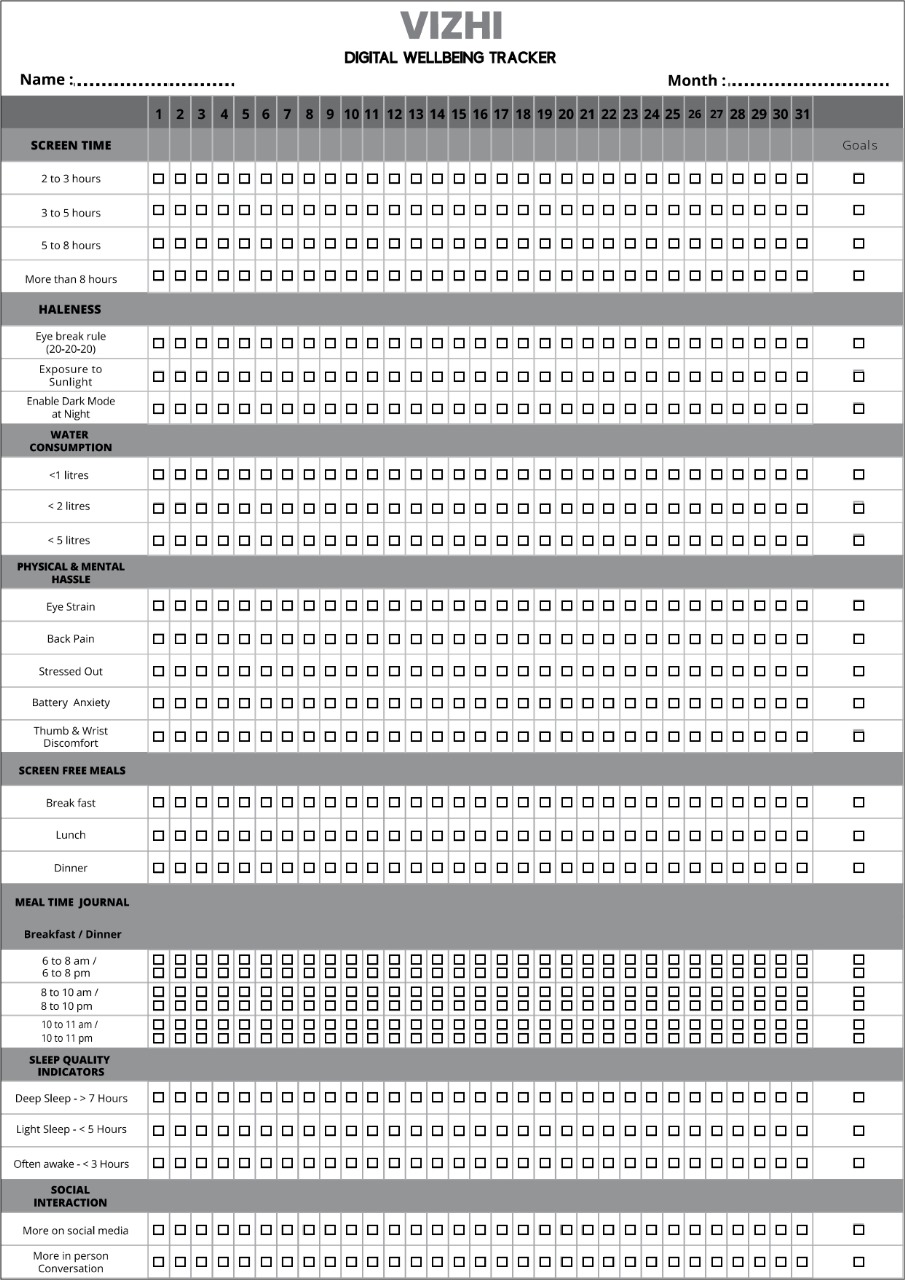 VIZHI
DIGITAL WELLBEING TRACKER
Name :........................... Month :...........................
1 2 3 4 5 6 7 8 9 10 11 12 13 14 15 16 17 18 19 20 21 22 23 24 25 26 27 28 29 30 31
SCREEN TIME Goals
2 to 3 hours
3 to 5 hours
5 to 8 hours
More than 8 hours
HALENESS
Eye break rule
(20-20-20)
Exposure to
Sunlight
Enable Dark Mode
at Night
WATER
CONSUMPTION
<1 litres
< 2 litres
< 5 litres
PHYSICAL & MENTAL
HASSLE
Eye Strain
Back Pain
Stressed Out
Battery Anxiety
Thumb & Wrist
Discomfort
SCREEN FREE MEALS
Break fast
Lunch
Dinner
MEAL TIME JOURNAL
Breakfast / Dinner
6 to 8 am /
6 to 8 pm
8 to 10 am /
8 to 10 pm
10 to 11 am /
10 to 11 pm
SLEEP QUALITY
INDICATORS
Deep Sleep - > 7 Hours
Light Sleep - < 5 Hours
Often awake - < 3 Hours
SOCIAL
INTERACTION
More on social media
More in person
Conversation